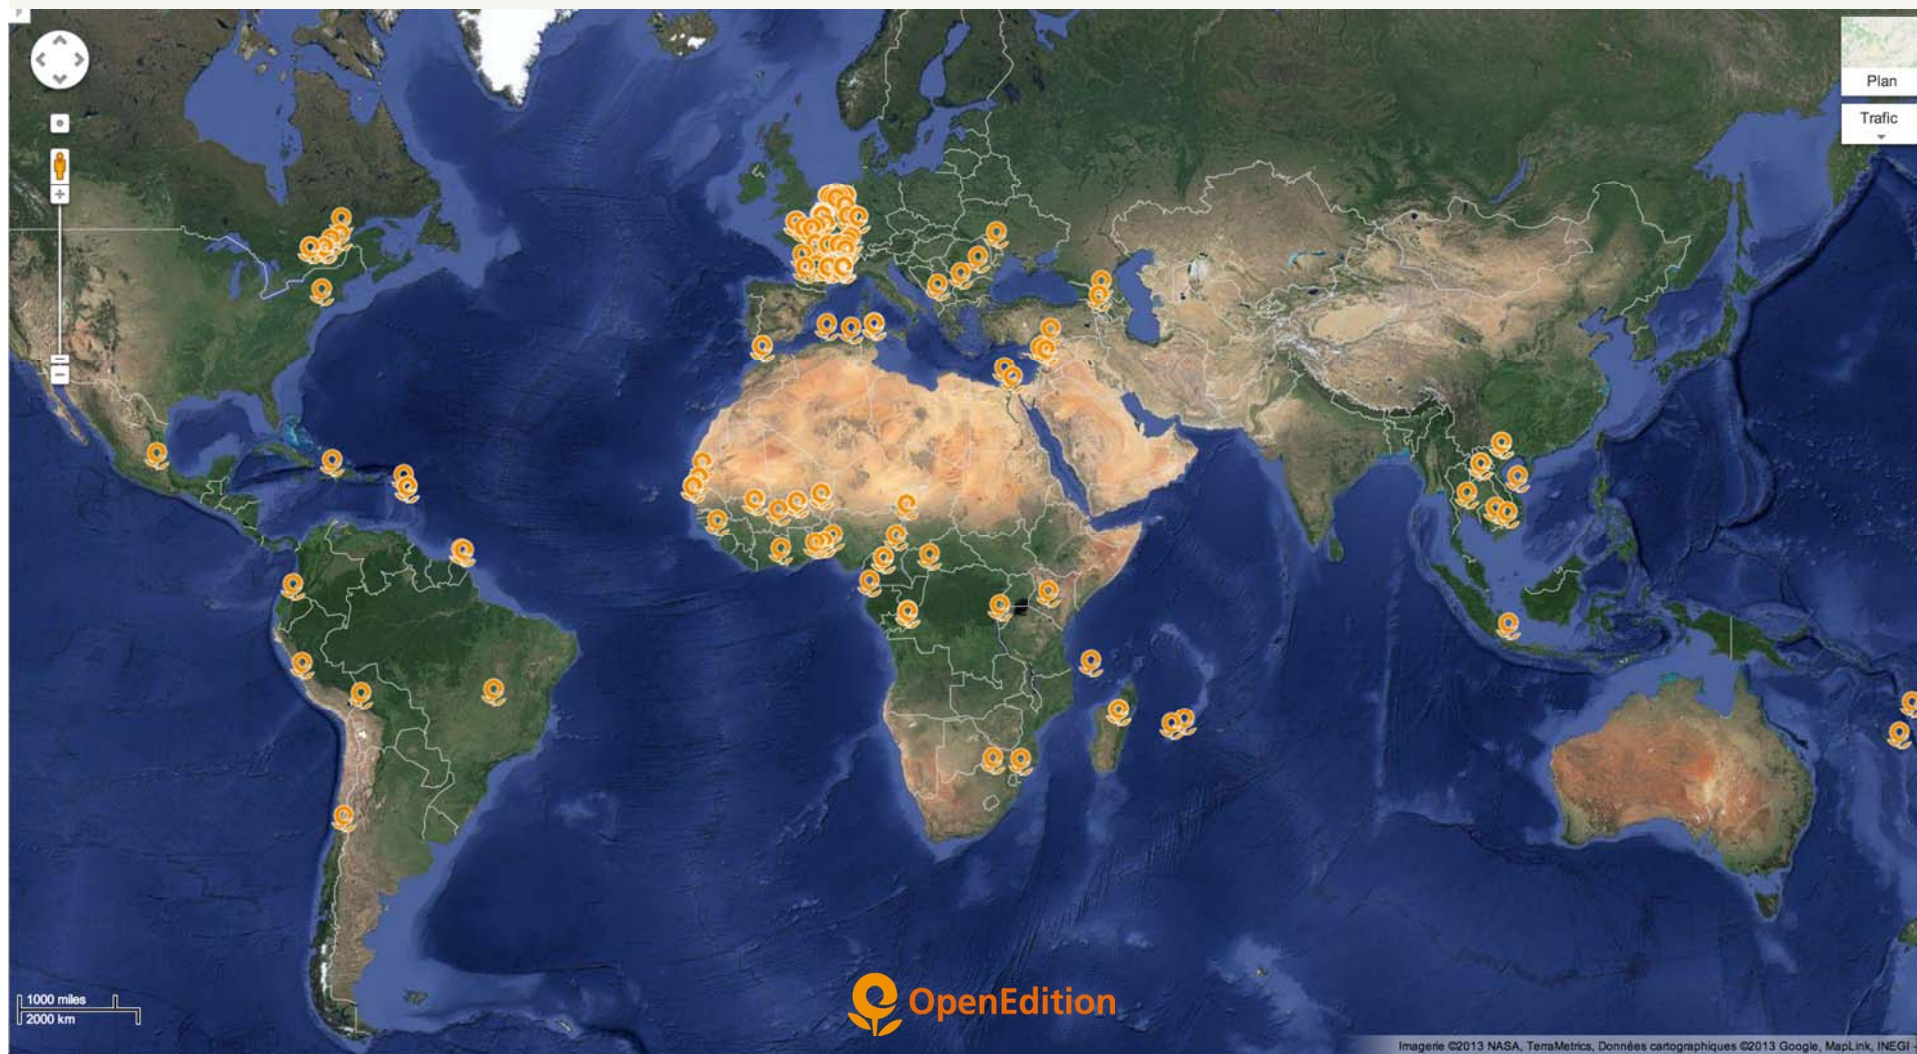 Plan
Trafic
1000 miles
2000 km
OpenEdition
Imagerie ©2013 NASA, TerraMetrics, Données cartographiques ©2013 Google, MapLink, INEGI -